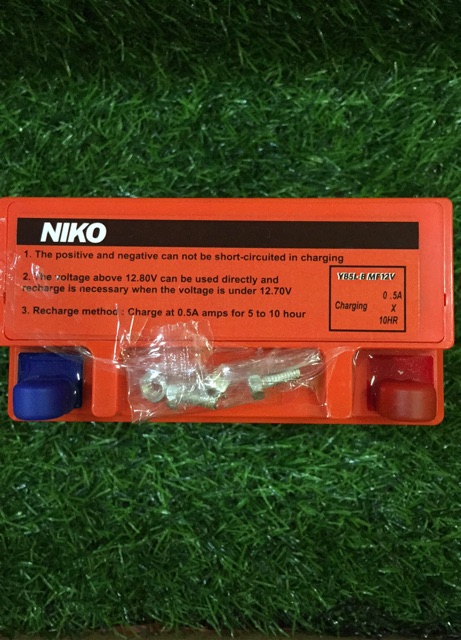 NIKO
1. The positive and negative can not be short-circuited in charging
2. The voltage above 12.80V can be used directly and
recharge is necessary when the voltage is under 12.70V
3. Recharge method : Charge at 0.5A amps for 5 to 10 hour
YB5L B MF12V
Charging
0.5A
X
10HR